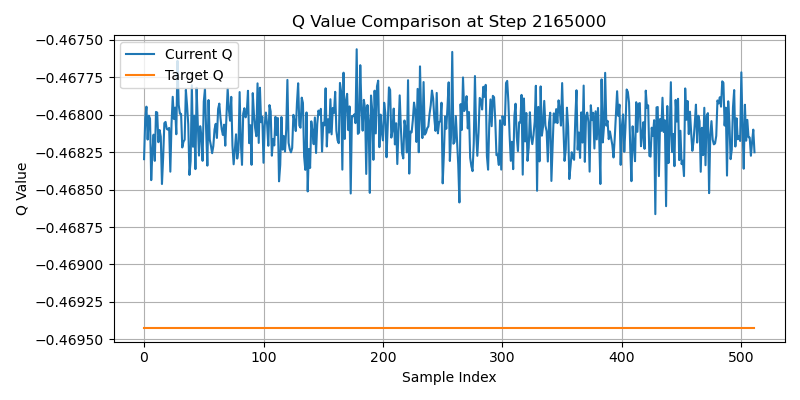 Q Value Comparison at Step 2165000
Current Q
Target Q
Q Value
−0.46750
−0.46775
−0.46800
−0.46825
−0.46850
−0.46875
−0.46900
−0.46925
−0.46950
0 100 200 300 400 500
Sample Index